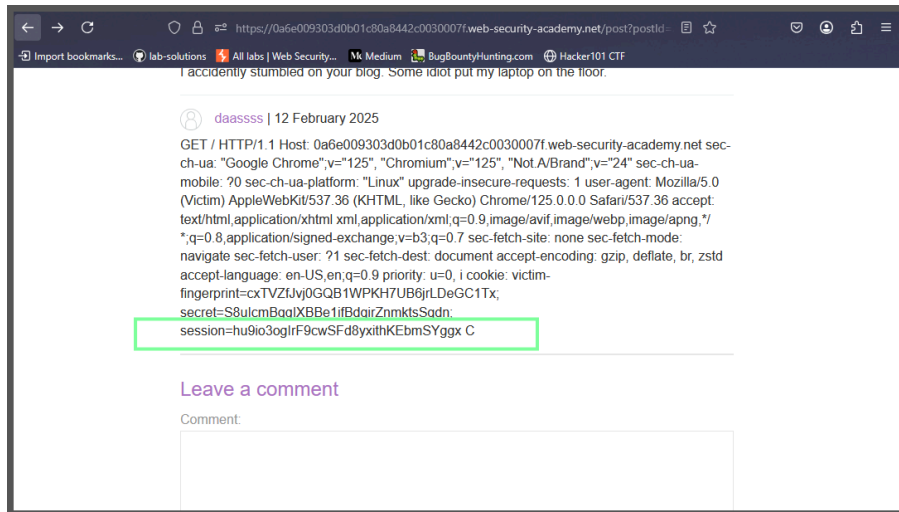 https://0a6e009303d0b01c80a8442c0030007f.web-security-academy.net/post?postId=
Import bookmarks... lab-solutions All labs | Web Security... Medium BugBountyHunting.com Hacker101 CTF
I accidently stumbled on your blog. Some idiot put my laptop on the floor.
daassss | 12 February 2025
GET / HTTP/1.1 Host: 0a6e009303d0b01c80a8442c0030007f.web-security-academy.net sec-
ch-ua: "Google Chrome";v="125", "Chromium";v="125", "Not.A/Brand";v="24" sec-ch-ua-
mobile: ?0 sec-ch-ua-platform: "Linux" upgrade-insecure-requests: 1 user-agent: Mozilla/5.0
(Victim) AppleWebKit/537.36 (KHTML, like Gecko) Chrome/125.0.0.0 Safari/537.36 accept:
text/html,application/xhtml xml,application/xml;q=0.9,image/avif,image/webp,image/apng,*/
*;q=0.8,application/signed-exchange;v=b3;q=0.7 sec-fetch-site: none sec-fetch-mode:
navigate sec-fetch-user: ?1 sec-fetch-dest: document accept-encoding: gzip, deflate, br, zstd
accept-language: en-US,en;q=0.9 priority: u=0, i cookie: victim-
fingerprint=cxTVZfJvj0GQB1WPKH7UB6jrLDeGC1Tx;
secret=S8uIcmBqqIXBBe1ifBdqirZnmktsSqdn;
session=hu9io3ogIrF9cwSFd8yxithKEbmSYggx C
Leave a comment
Comment: